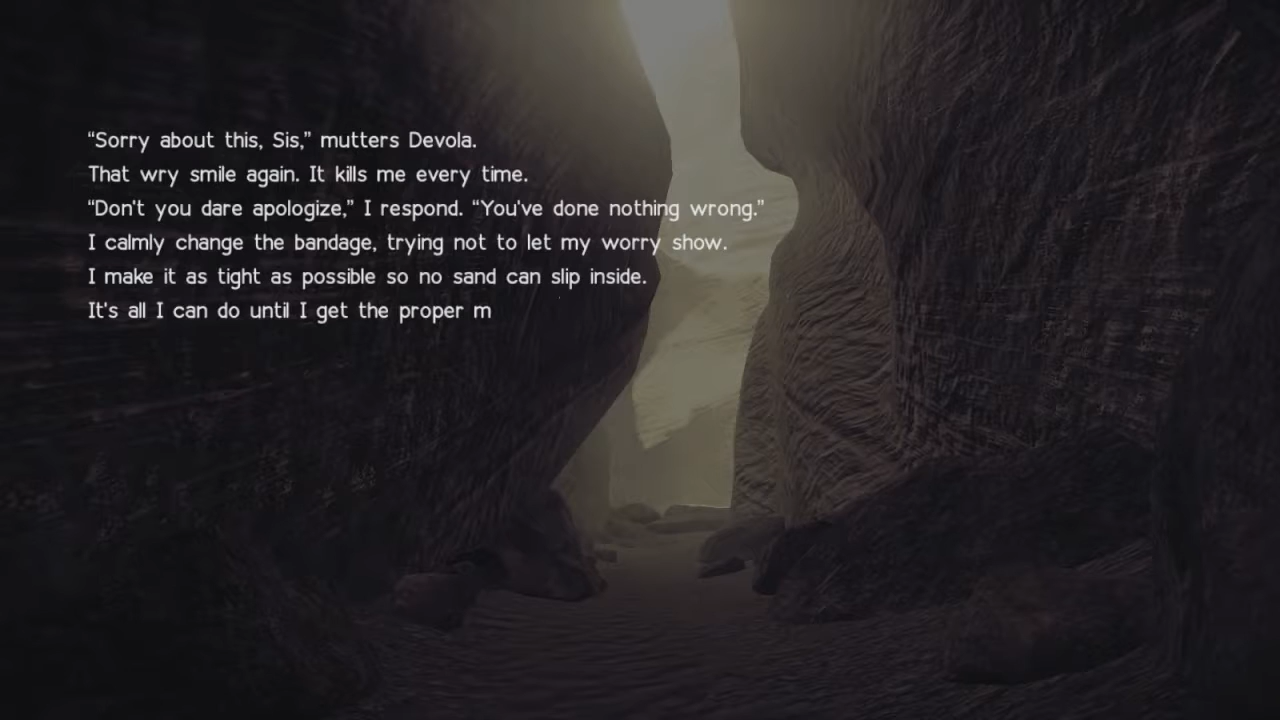 “Sorry about this, Sis,” mutters Devola.
That wry smile again. It kills me every time.
“Don't you dare apologize,” I respond. “You've done nothing wrong.”
I calmly change the bandage, trying not to let my worry show.
I make it as tight as possible so no sand can slip inside.
It's all I can do until I get the proper m